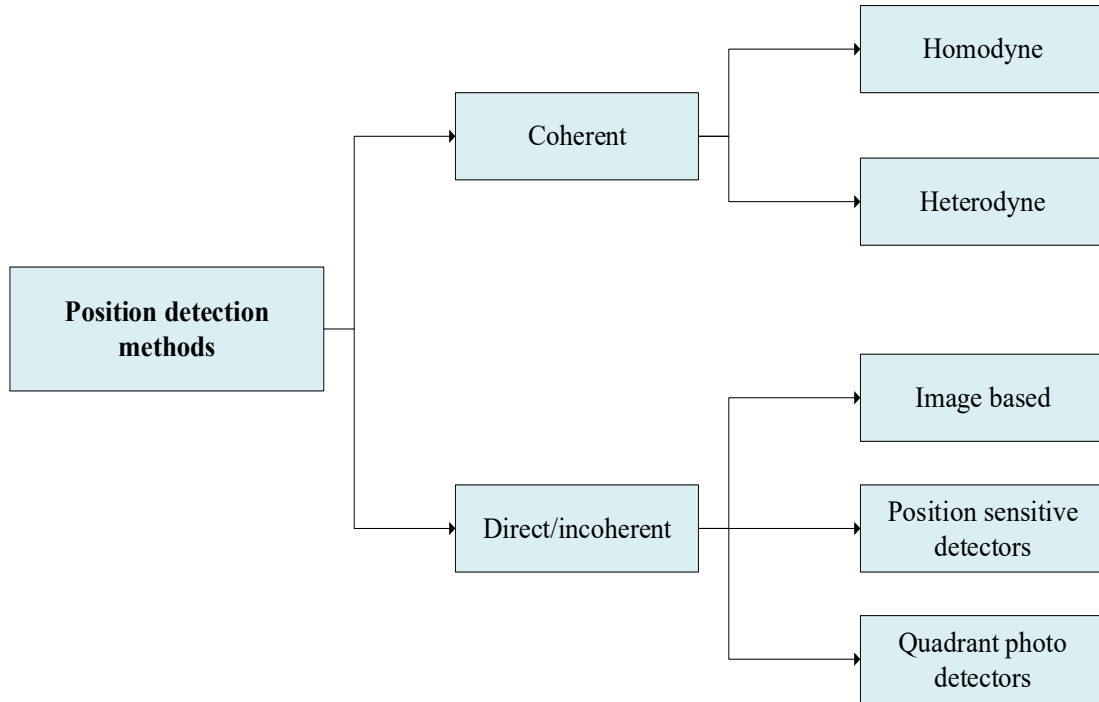 Homodyne
Coherent
Heterodyne
Position detection
methods
Image based
Direct/incoherent
Position sensitive
detectors
Quadrant photo
detectors